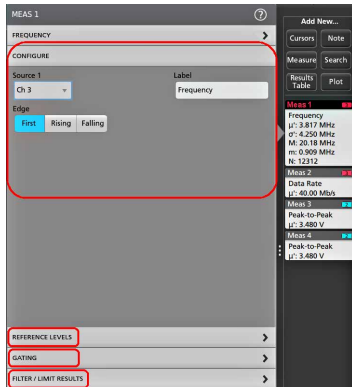 MEAS 1
?
FREQUENCY
CONFIGURE
Source 1
Ch 3
Label
Frequency
Edge
First Rising Falling
REFERENCE LEVELS
GATING
FILTER / LIMIT RESULTS
Add New...
Cursors Note
Measure Search
Results Table
Plot
Meas 1
Frequency
µ': 3.817 MHz
σ': 4.250 MHz
M: 20.18 MHz
m: 0.909 MHz
N: 12312
Meas 2
Data Rate
µ': 40.00 Mb/s
Meas 3
Peak-to-Peak
µ': 3.480 V
Meas 4
Peak-to-Peak
µ': 3.480 V